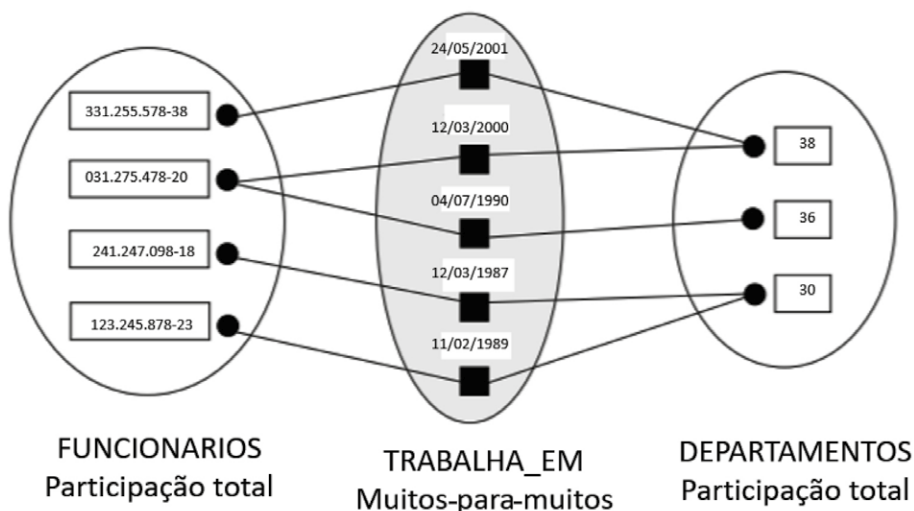 331.255.578-38
031.275.478-20
241.247.098-18
123.245.878-23
FUNCIONARIOS
Participação total
24/05/2001
12/03/2000
04/07/1990
12/03/1987
11/02/1989
TRABALHA_EM
Muitos-para-muitos
38
36
30
DEPARTAMENTOS
Participação total